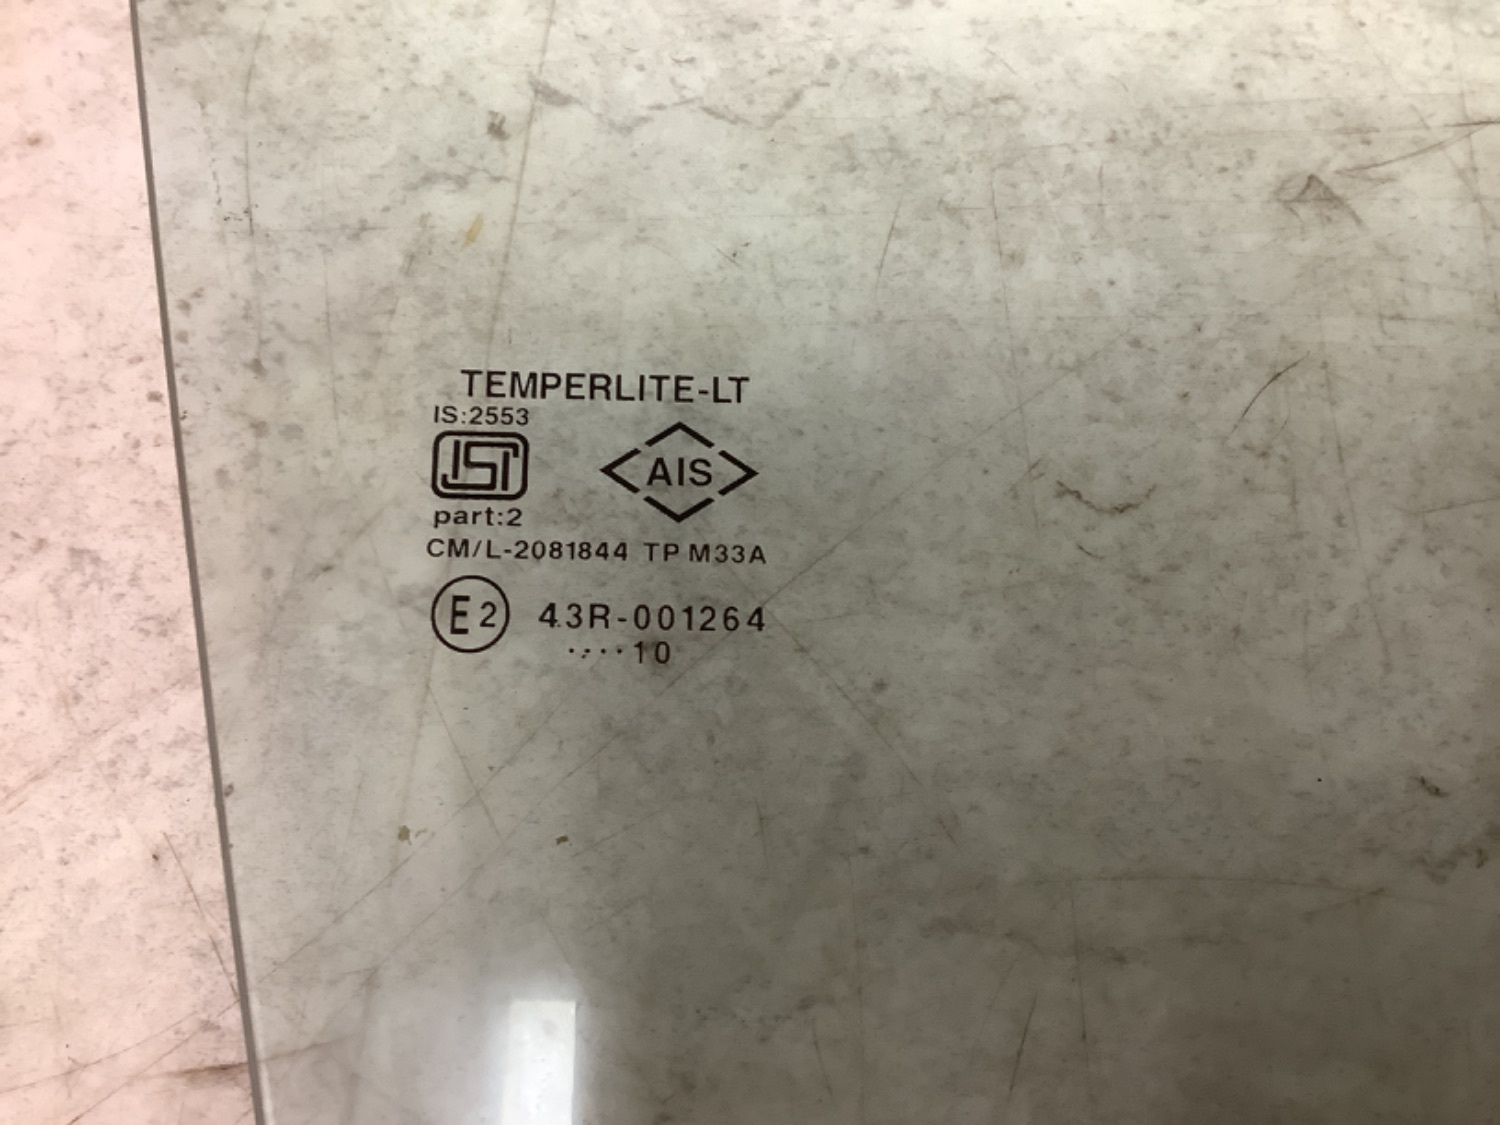 TEMPERLITE-LT
IS:2553
ISI
AIS
part:2
CM/L-2081844 TP M33A
E2 43R-001264
....10